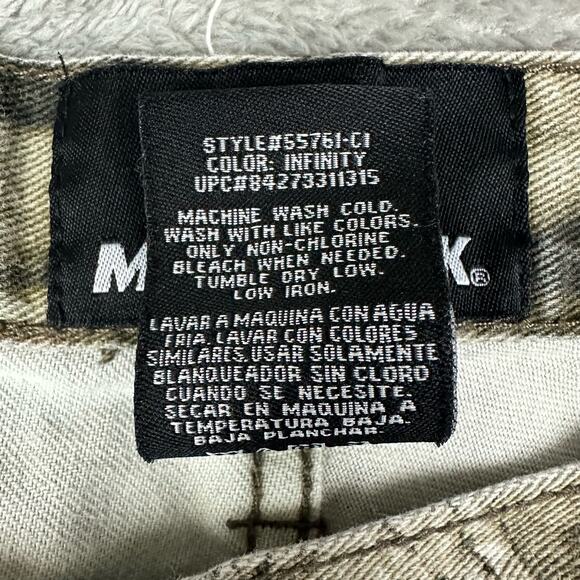 STYLE#55761-C1
COLOR: INFINITY
UPC#84273311315
MACHINE WASH COLD.
WASH WITH LIKE COLORS.
ONLY NON-CHLORINE
BLEACH WHEN NEEDED.
TUMBLE DRY LOW.
LOW IRON.
LAVAR A MAQUINA CON AGUA
FRIA. LAVAR CON COLORES
SIMILARES. USAR SOLAMENTE
BLANQUEADOR SIN CLORO
CUANDO SE NECESITE.
SECAR EN MAQUINA A
TEMPERATURA BAJA.
BAJA PLANCHAR.